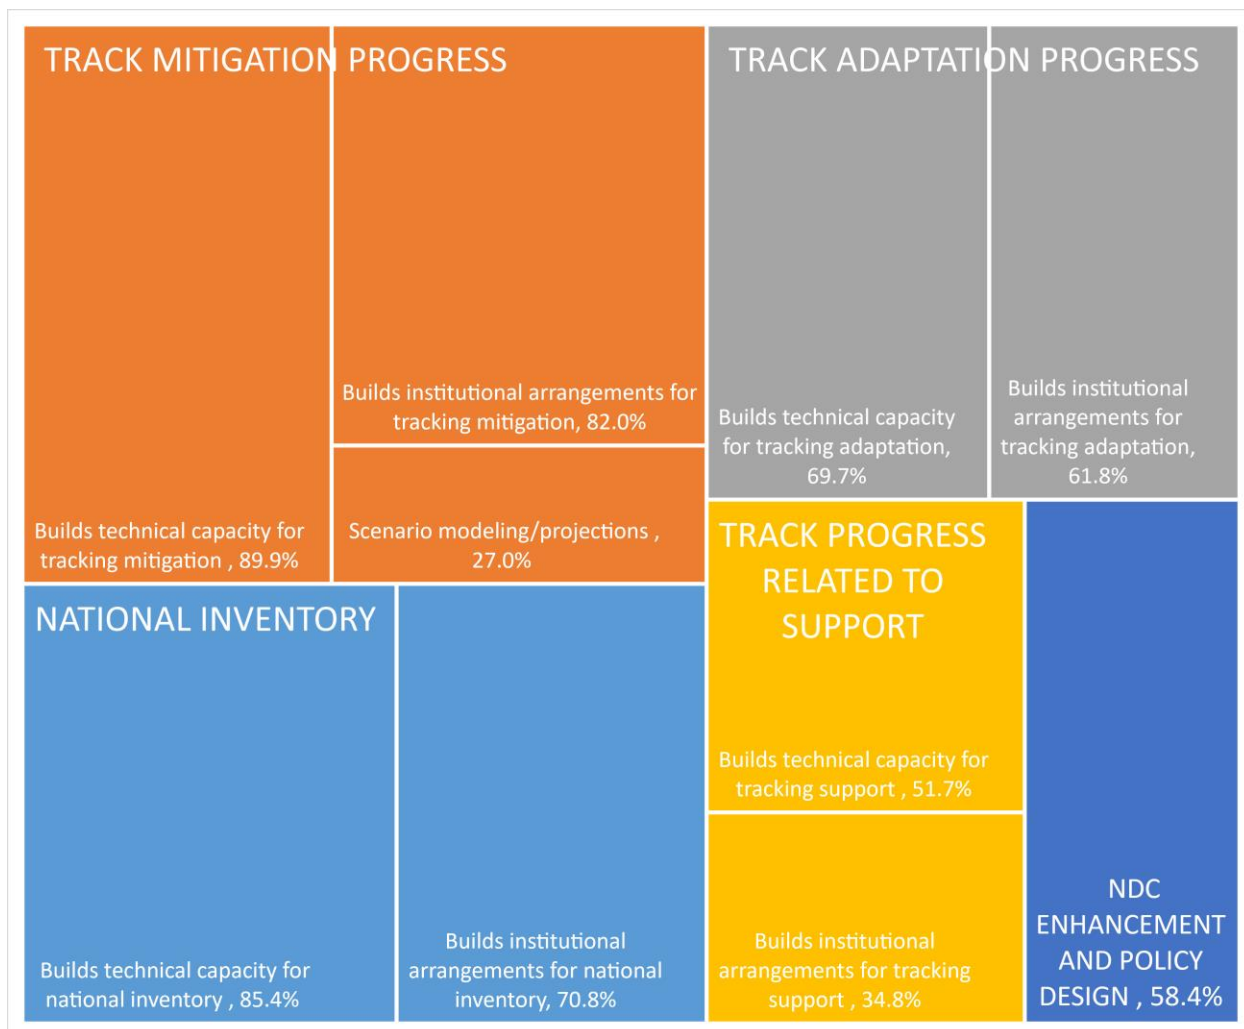 TRACK MITIGATION PROGRESS
Builds technical capacity for
tracking mitigation , 89.9%
Builds institutional arrangements for
tracking mitigation, 82.0%
Scenario modeling/projections ,
27.0%
NATIONAL INVENTORY
Builds technical capacity for
national inventory , 85.4%
Builds institutional
arrangements for national
inventory, 70.8%
TRACK ADAPTATION PROGRESS
Builds technical capacity
for tracking adaptation,
69.7%
Builds institutional
arrangements for
tracking adaptation,
61.8%
TRACK PROGRESS
RELATED TO
SUPPORT
Builds technical capacity for
tracking support , 51.7%
Builds institutional
arrangements for tracking
support , 34.8%
NDC
ENHANCEMENT
AND POLICY
DESIGN , 58.4%